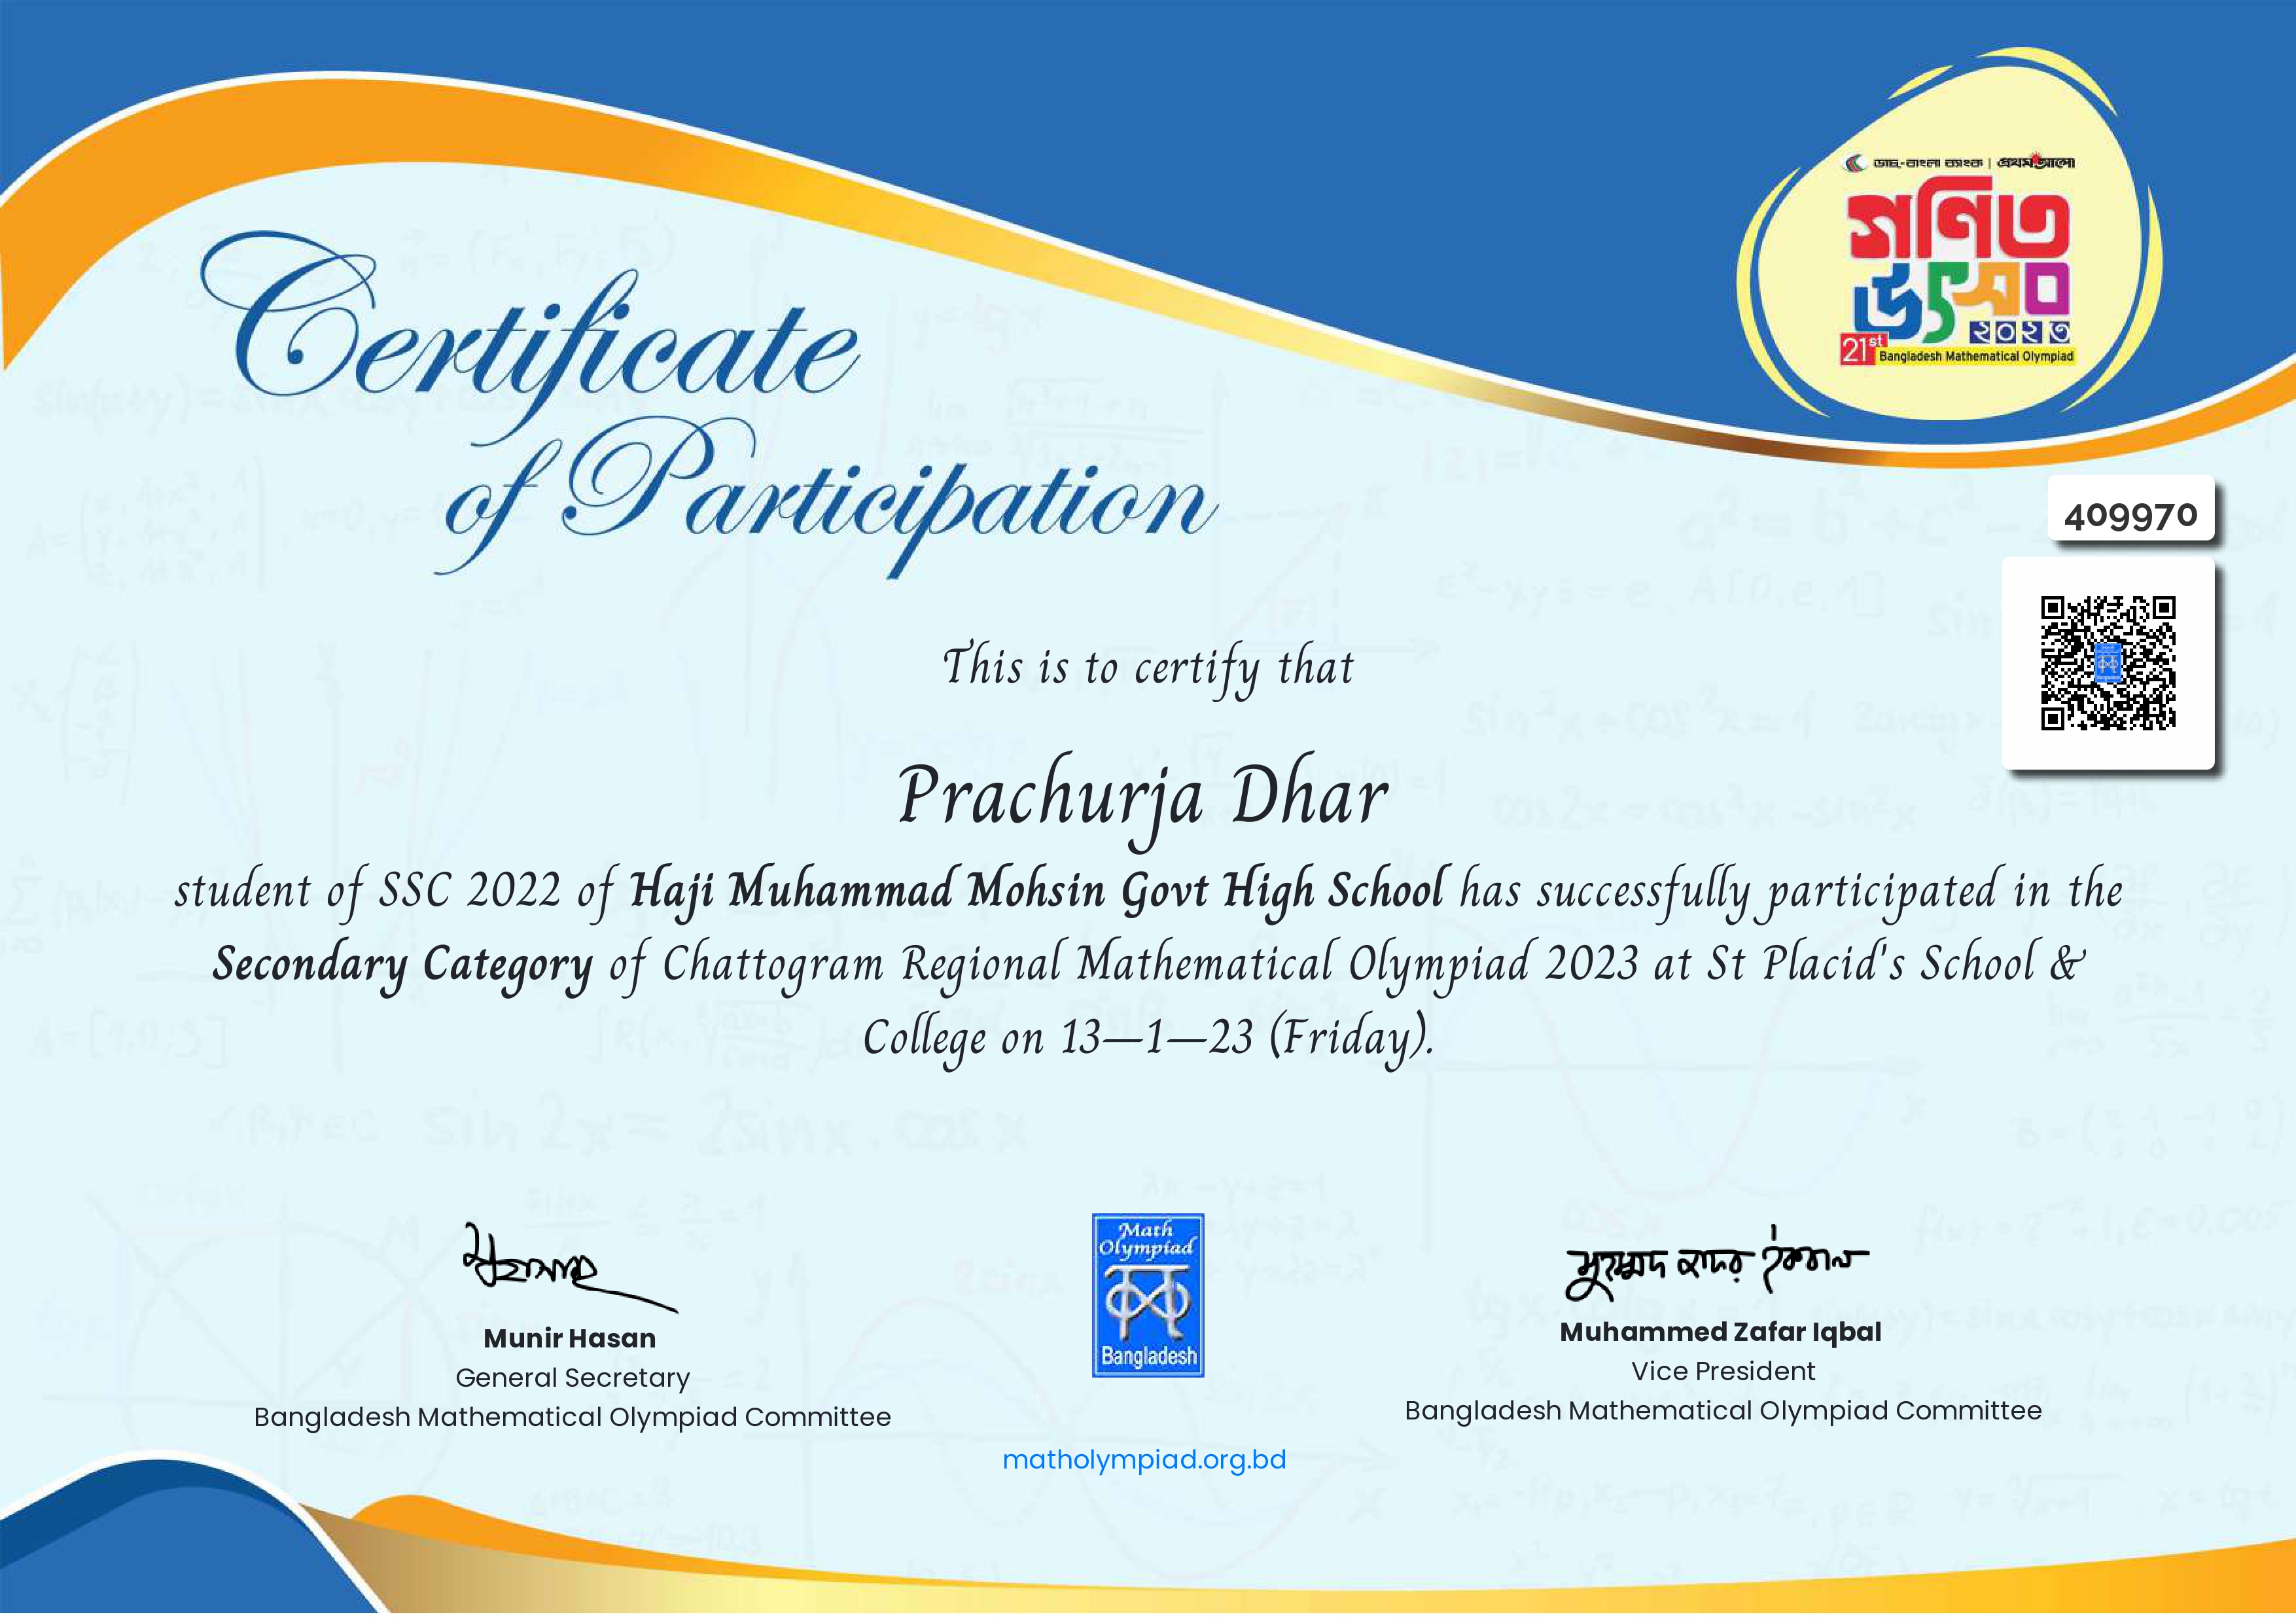 ডাচ্-বাংলা ব্যাংক | প্রথম আলো
গণিত
উৎসব
২০২৩
21st Bangladesh Mathematical Olympiad
Certificate
of Participation
409970
This is to certify that
Prachurja Dhar
student of SSC 2022 of Haji Muhammad Mohsin Govt High School has successfully participated in the
Secondary Category of Chattogram Regional Mathematical Olympiad 2023 at St Placid's School &
College on 13—1—23 (Friday).
মুহম্মদ জাফর ইকবাল
Munir Hasan
General Secretary
Bangladesh Mathematical Olympiad Committee
Math
Olympiad
Bangladesh
Muhammed Zafar Iqbal
Vice President
Bangladesh Mathematical Olympiad Committee
matholympiad.org.bd